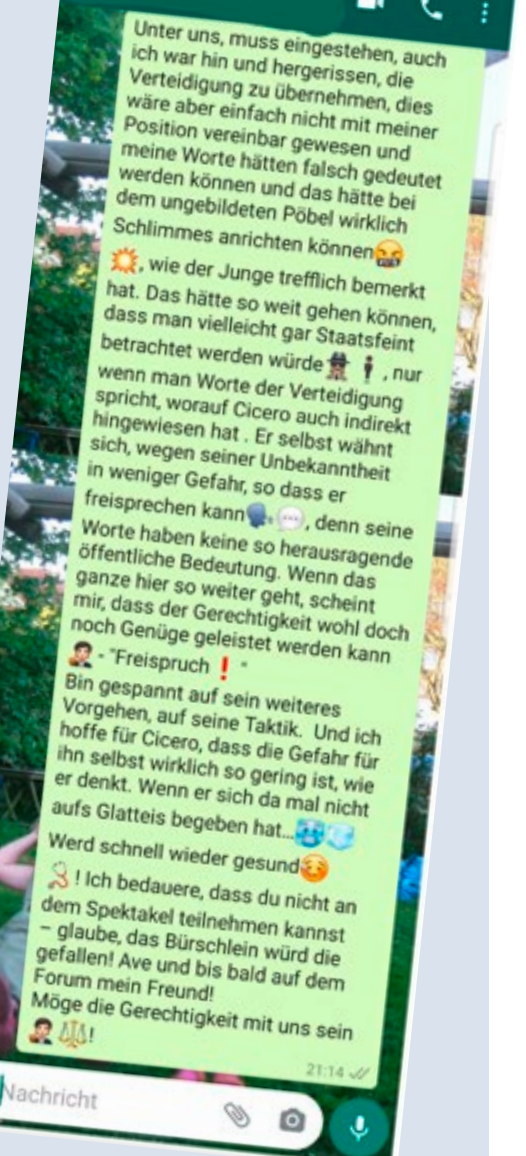 Unter uns, muss eingestehen, auch
ich war hin und hergerissen, die
Verteidigung zu übernehmen, dies
wäre aber einfach nicht mit meiner
Position vereinbar gewesen und
meine Worte hätten falsch gedeutet
werden können und das hätte bei
dem ungebildeten Pöbel wirklich
Schlimmes anrichten können🤬
💥, wie der Junge trefflich bemerkt
hat. Das hätte so weit gehen können,
dass man vielleicht gar Staatsfeint
betrachtet werden würde🕵🕴, nur
wenn man Worte der Verteidigung
spricht, worauf Cicero auch indirekt
hingewiesen hat . Er selbst wähnt
sich, wegen seiner Unbekanntheit
in weniger Gefahr, so dass er
freisprechen kann🗣💬, denn seine
Worte haben keine so herausragende
öffentliche Bedeutung. Wenn das
ganze hier so weiter geht, scheint
mir, dass der Gerechtigkeit wohl doch
noch Genüge geleistet werden kann
👨‍⚖️- "Freispruch❗"
Bin gespannt auf sein weiteres
Vorgehen, auf seine Taktik. Und ich
hoffe für Cicero, dass die Gefahr für
ihn selbst wirklich so gering ist, wie
er denkt. Wenn er sich da mal nicht
aufs Glatteis begeben hat...🥶🧊
Werd schnell wieder gesund☺
🩺! Ich bedauere, dass du nicht an
dem Spektakel teilnehmen kannst
– glaube, das Bürschlein würd die
gefallen! Ave und bis bald auf dem
Forum mein Freund!
Möge die Gerechtigkeit mit uns sein
👨‍⚖️⚖!
21:14
Nachricht